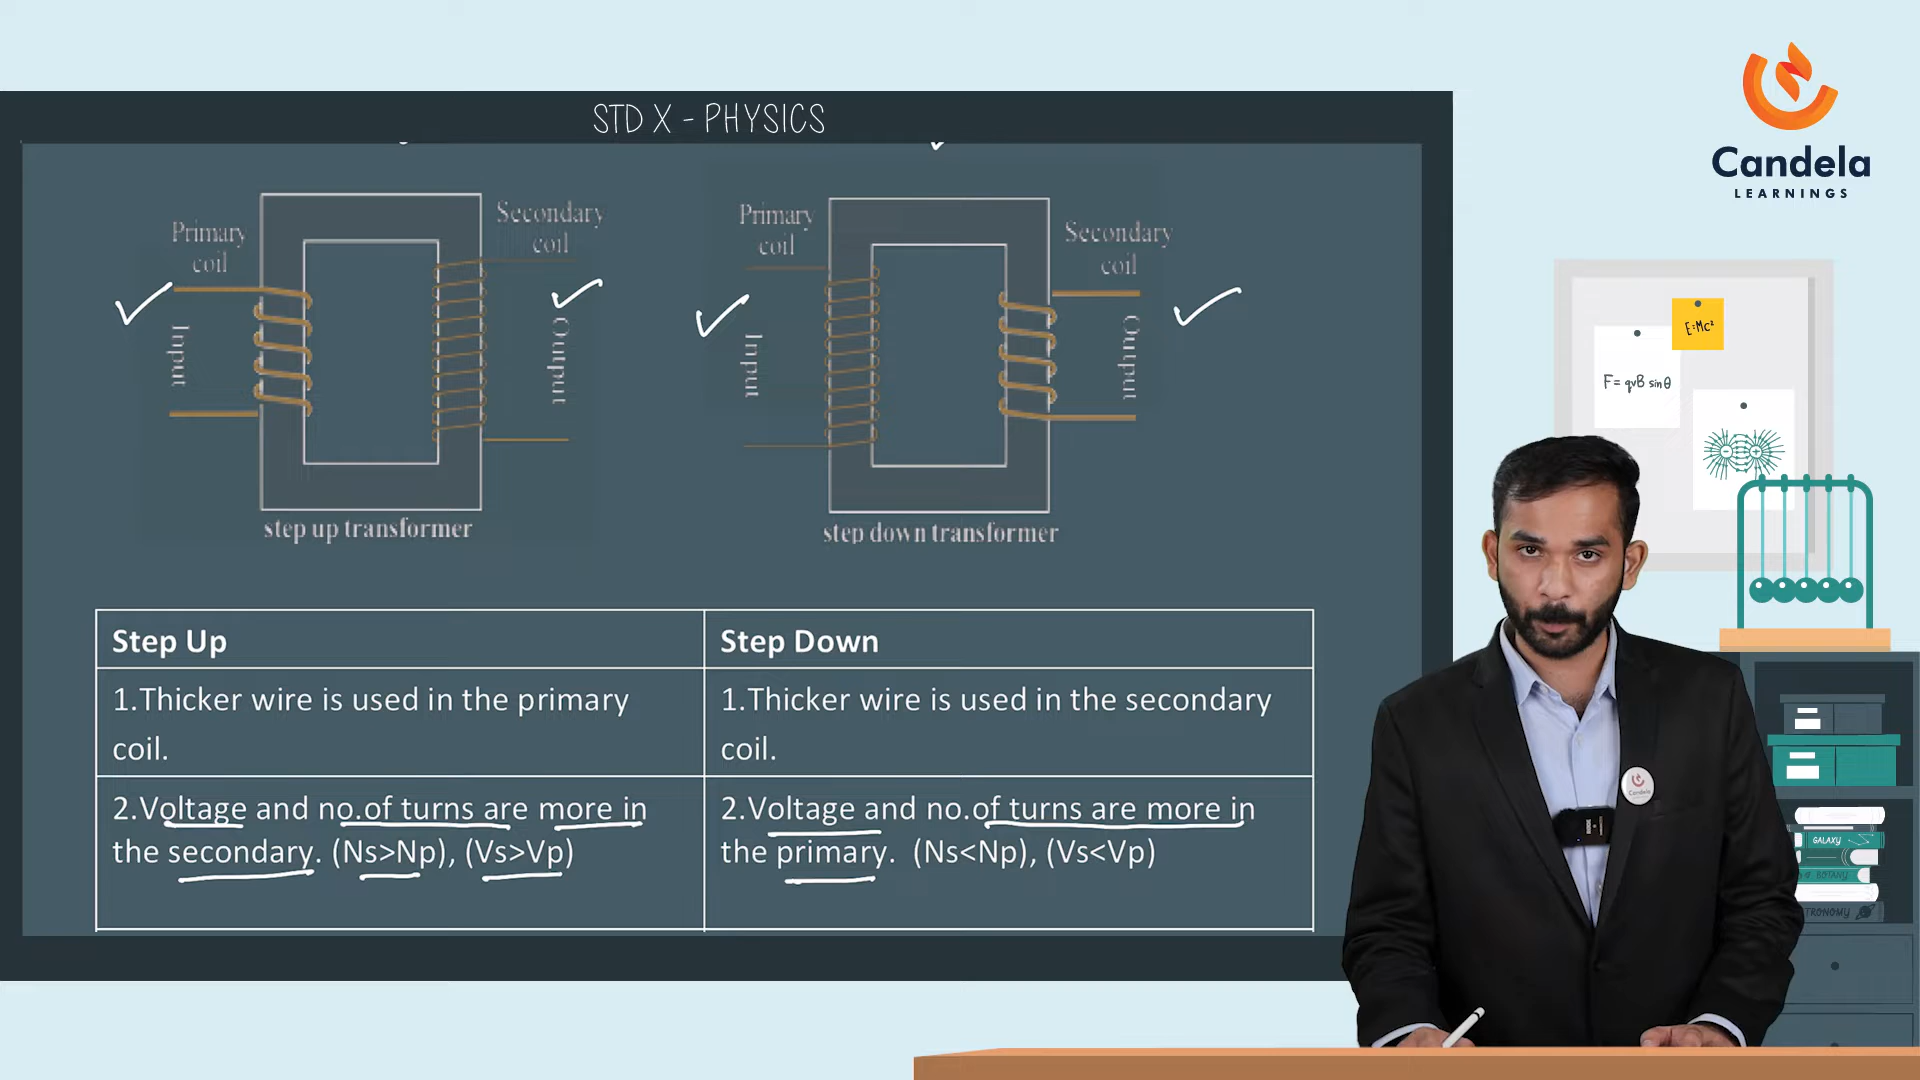 STD X - PHYSICS
Candela
LEARNINGS
Primary
coil
Secondary
coil
Input
Output
step up transformer
Primary
coil
Secondary
coil
Input
Output
step down transformer
E=Mc²
F= qvB sinθ
Step Up
Step Down
1.Thicker wire is used in the primary
coil.
1.Thicker wire is used in the secondary
coil.
2.Voltage and no.of turns are more in
the secondary. (Ns>Np), (Vs>Vp)
2.Voltage and no.of turns are more in
the primary. (Ns<Np), (Vs<Vp)
Candela
GALAXY
BOTANY
TRONOMY